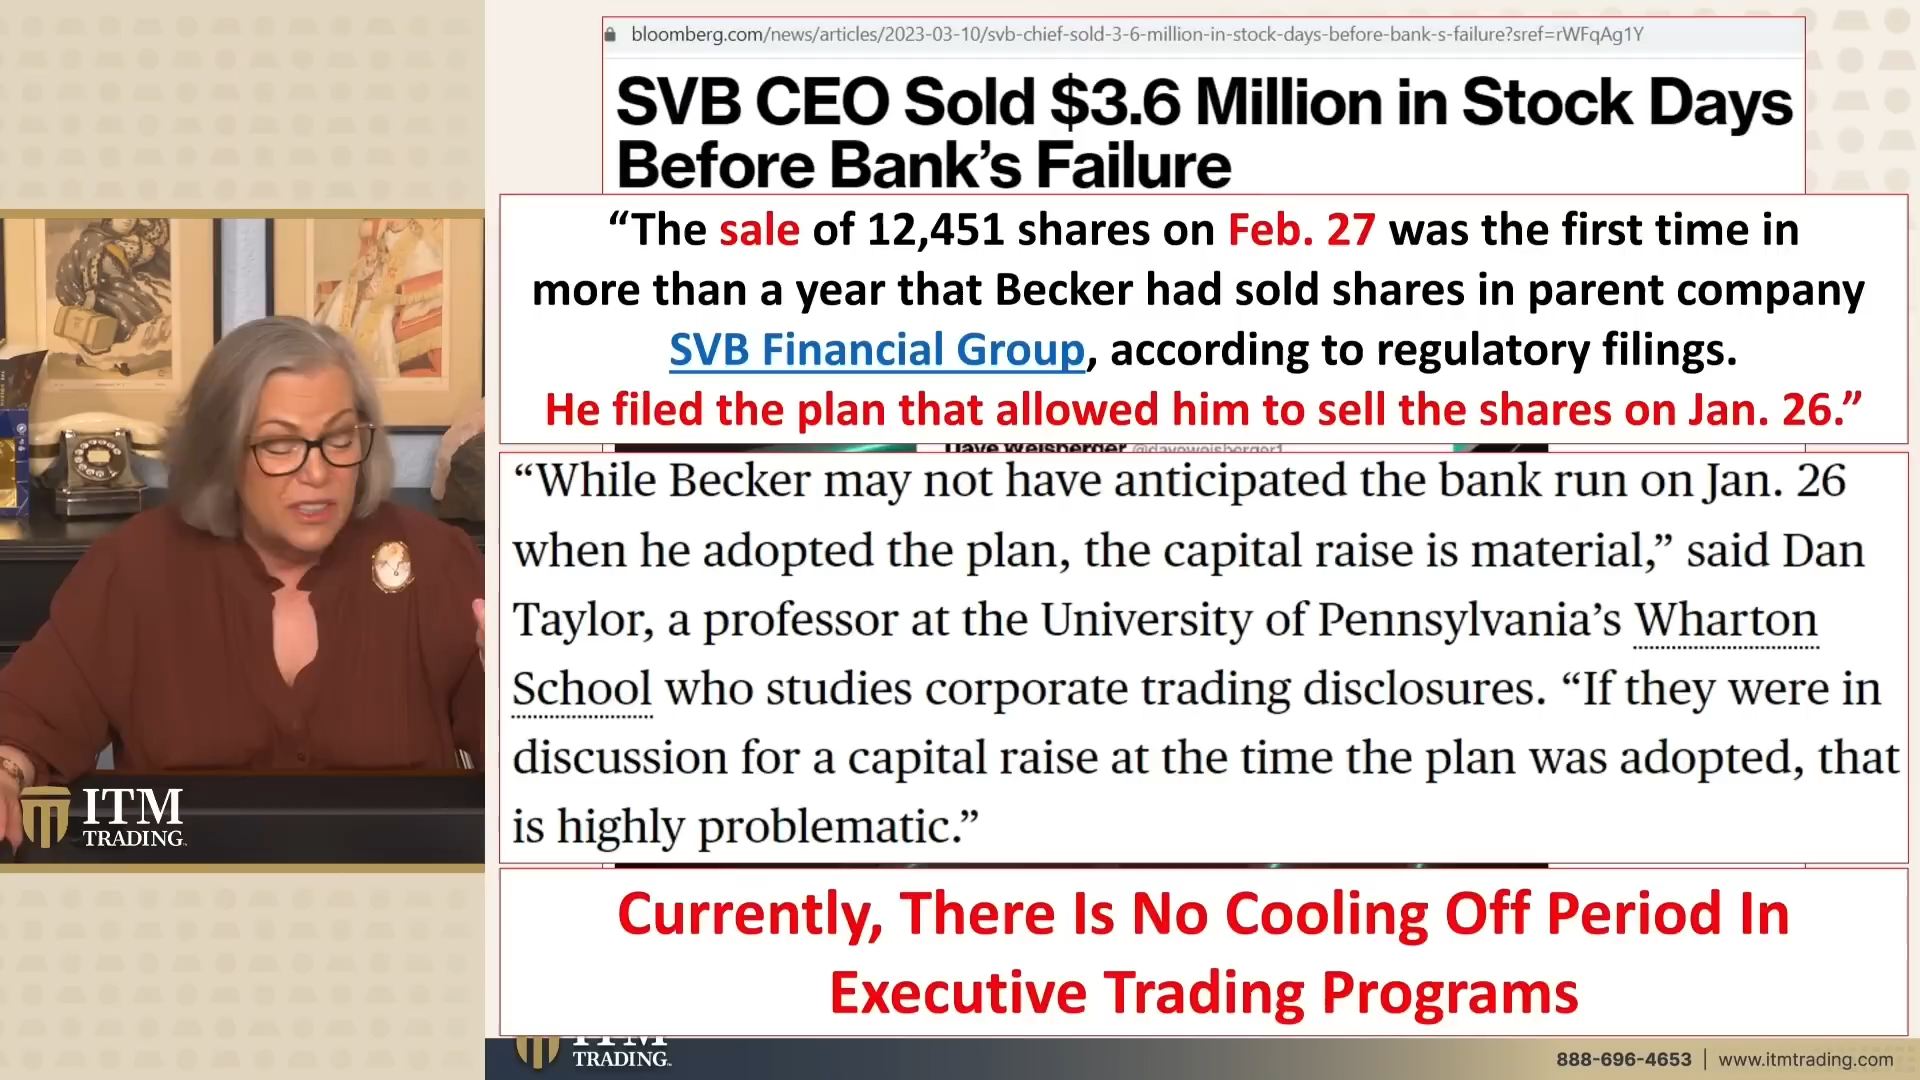 bloomberg.com/news/articles/2023-03-10/svb-chief-sold-3-6-million-in-stock-days-before-bank-s-failure?sref=rWFqAg1Y
SVB CEO Sold $3.6 Million in Stock Days
Before Bank’s Failure
“The sale of 12,451 shares on Feb. 27 was the first time in
more than a year that Becker had sold shares in parent company
SVB Financial Group, according to regulatory filings.
He filed the plan that allowed him to sell the shares on Jan. 26.”
Dave Weisberger @daveweisberger1
“While Becker may not have anticipated the bank run on Jan. 26
when he adopted the plan, the capital raise is material,” said Dan
Taylor, a professor at the University of Pennsylvania’s Wharton
School who studies corporate trading disclosures. “If they were in
discussion for a capital raise at the time the plan was adopted, that
is highly problematic.”
Currently, There Is No Cooling Off Period In
Executive Trading Programs
ITM
TRADING
ITM
TRADING
888-696-4653 | www.itmtrading.com